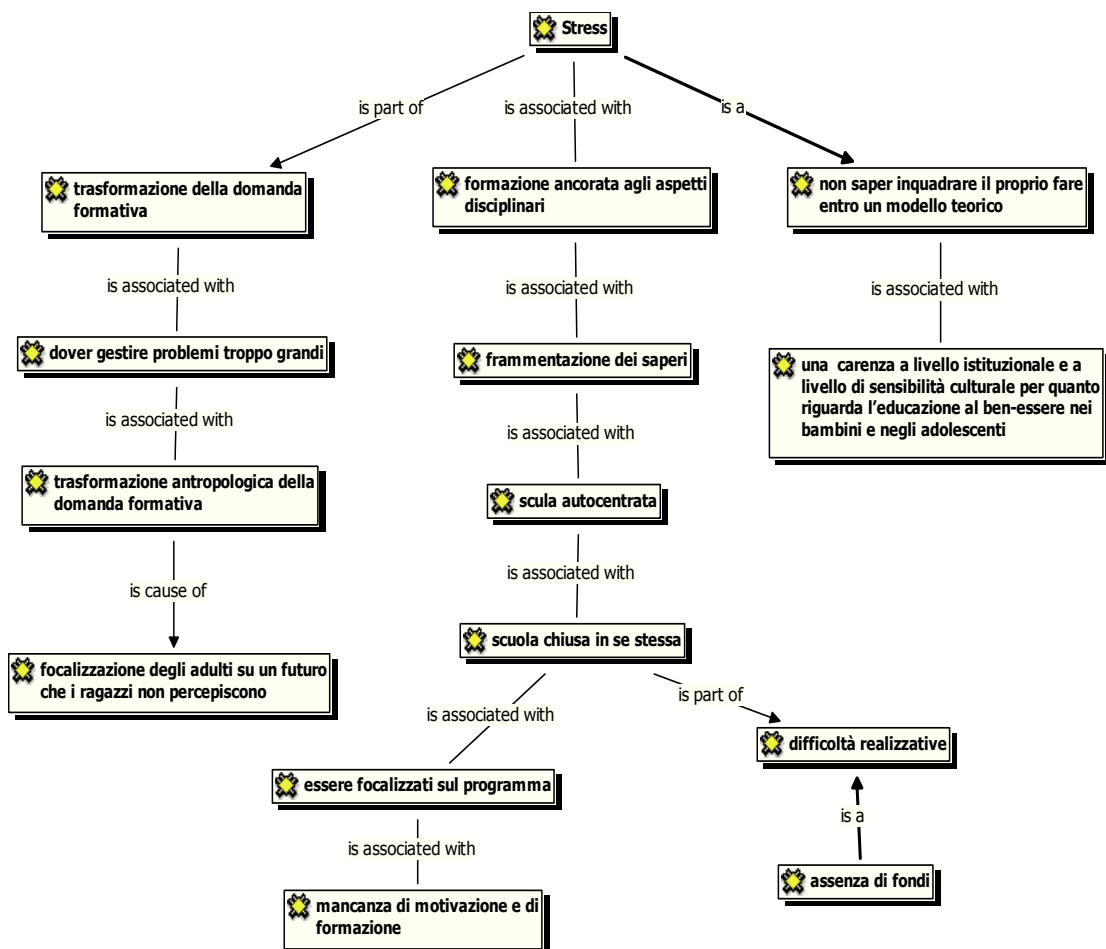 Stress
is part of
is associated with
is a
trasformazione della domanda
formativa
formazione ancorata agli aspetti
disciplinari
non saper inquadrare il proprio fare
entro un modello teorico
is associated with
is associated with
is associated with
dover gestire problemi troppo grandi
frammentazione dei saperi
una carenza a livello istituzionale e a
livello di sensibilità culturale per quanto
riguarda l'educazione al ben-essere nei
bambini e negli adolescenti
is associated with
is associated with
trasformazione antropologica della
domanda formativa
scula autocentrata
is cause of
is associated with
focalizzazione degli adulti su un futuro
che i ragazzi non percepiscono
scuola chiusa in se stessa
is associated with
is part of
essere focalizzati sul programma
difficoltà realizzative
is associated with
is a
mancanza di motivazione e di
formazione
assenza di fondi